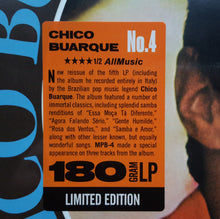 CHICO
BUARQUE
No.4
★★★★1/2 AllMusic
New reissue of the fifth LP (including
the album he recorded entirely in Italy) by
the Brazilian pop music legend Chico
Buarque. The album featured a number of
immortal classics, including splendid samba
renditions of "Essa Moça Tá Diferente,"
"Agora Falando Sério," "Gente Humilde,"
"Rosa dos Ventos," and "Samba e Amor,"
along with other lesser known, but equally
wonderful songs. MPB-4 made a special
appearance on three tracks from the album.
180 GRAM LP
LIMITED EDITION
CO BU